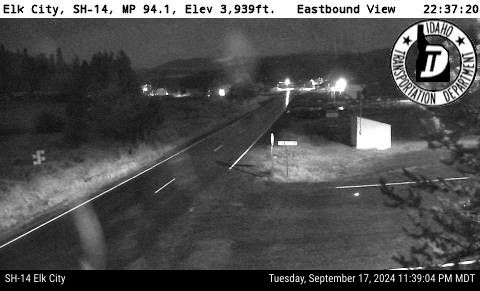 Elk City, SH-14, MP 94.1, Elev 3,939ft. Eastbound View 22:37:20
IDAHO
TRANSPORTATION DEPARTMENT
SH-14 Elk City Tuesday, September 17, 2024 11:39:04 PM MDT